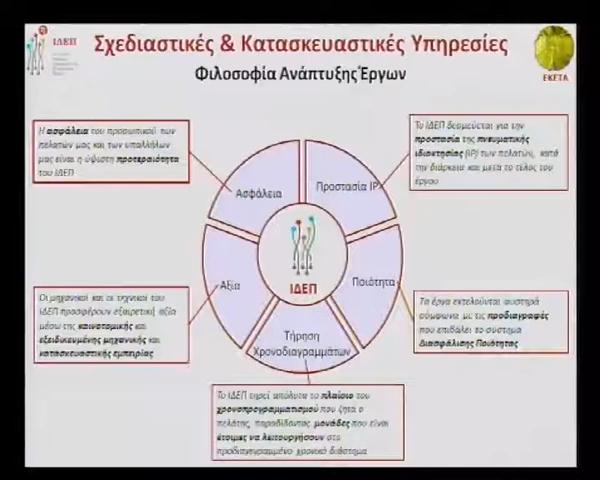 ΙΔΕΠ
Σχεδιαστικές & Κατασκευαστικές Υπηρεσίες
Φιλοσοφία Ανάπτυξης Έργων
ΕΚΕΤΑ
Η ασφάλεια του προσωπικού των
πελατών μας και των υπαλλήλων
μας είναι η ύψιστη προτεραιότητα
του ΙΔΕΠ
Το ΙΔΕΠ δεσμεύεται για την
προστασία της πνευματικής
ιδιοκτησίας (IP) των πελατών, κατά
την διάρκεια και μετά το τέλος του
έργου
Ασφάλεια
Προστασία IP
ΙΔΕΠ
Αξία
Ποιότητα
Τήρηση
Χρονοδιαγραμμάτων
Οι μηχανικοί και οι τεχνικοί του
ΙΔΕΠ προσφέρουν εξαιρετική αξία
μέσω της καινοτομικής και
εξειδικευμένης μηχανικής και
κατασκευαστικής εμπειρίας
Τα έργα εκτελούνται αυστηρά
σύμφωνα με τις προδιαγραφές
που επιβάλει το σύστημα
Διασφάλισης Ποιότητας
Το ΙΔΕΠ τηρεί απόλυτα το πλαίσιο του
χρονοπρογραμματισμού που ζητά ο
πελάτης, παραδίδοντας μονάδες που είναι
έτοιμες να λειτουργήσουν στο
προδιαγεγραμμένο χρονικό διάστημα